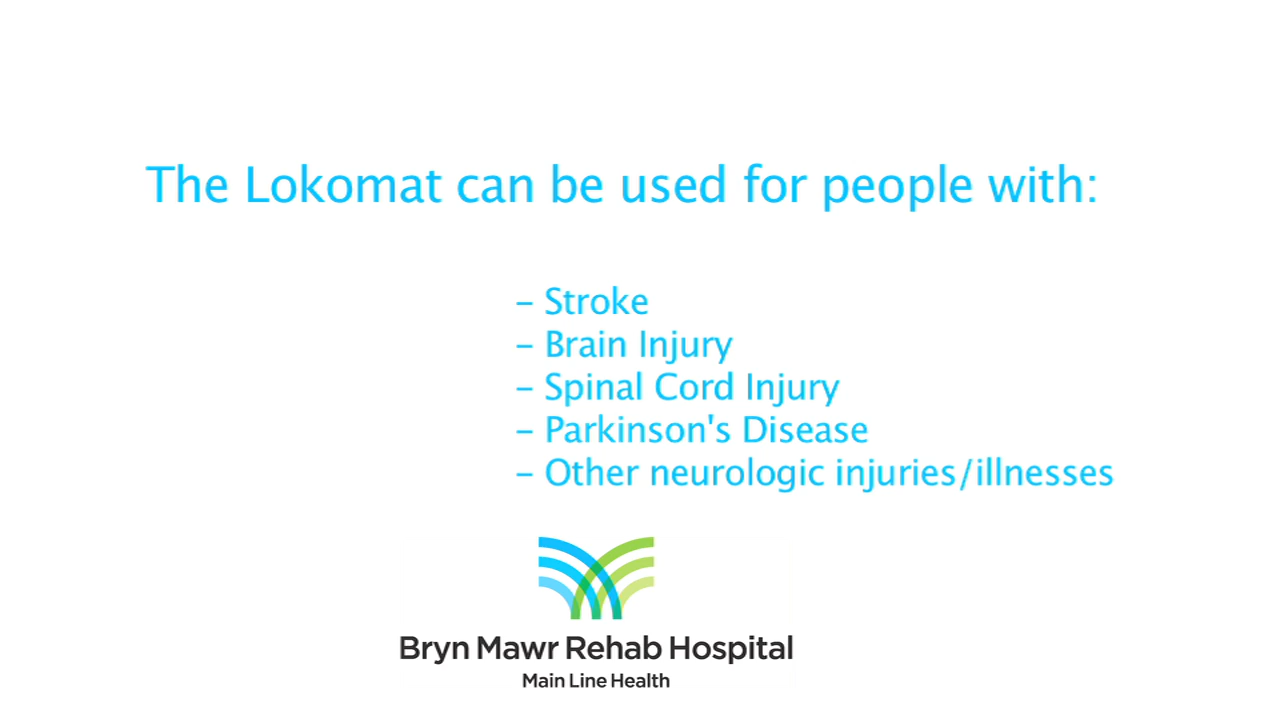 The Lokomat can be used for people with:
– Stroke
– Brain Injury
– Spinal Cord Injury
– Parkinson's Disease
– Other neurologic injuries/illnesses
Bryn Mawr Rehab Hospital
Main Line Health